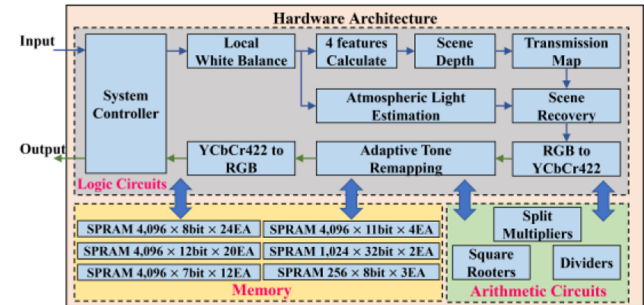 Hardware Architecture
Input
Output
System
Controller
Local
White Balance
4 features
Calculate
Scene
Depth
Transmission
Map
Atmospheric Light
Estimation
Scene
Recovery
YCbCr422 to
RGB
Adaptive Tone
Remapping
RGB to
YCbCr422
Logic Circuits
SPRAM 4,096 × 8bit × 24EA
SPRAM 4,096 × 11bit × 4EA
SPRAM 4,096 × 12bit × 20EA
SPRAM 1,024 × 32bit × 2EA
SPRAM 4,096 × 7bit × 12EA
SPRAM 256 × 8bit × 3EA
Memory
Split
Multipliers
Square
Rooters
Dividers
Arithmetic Circuits